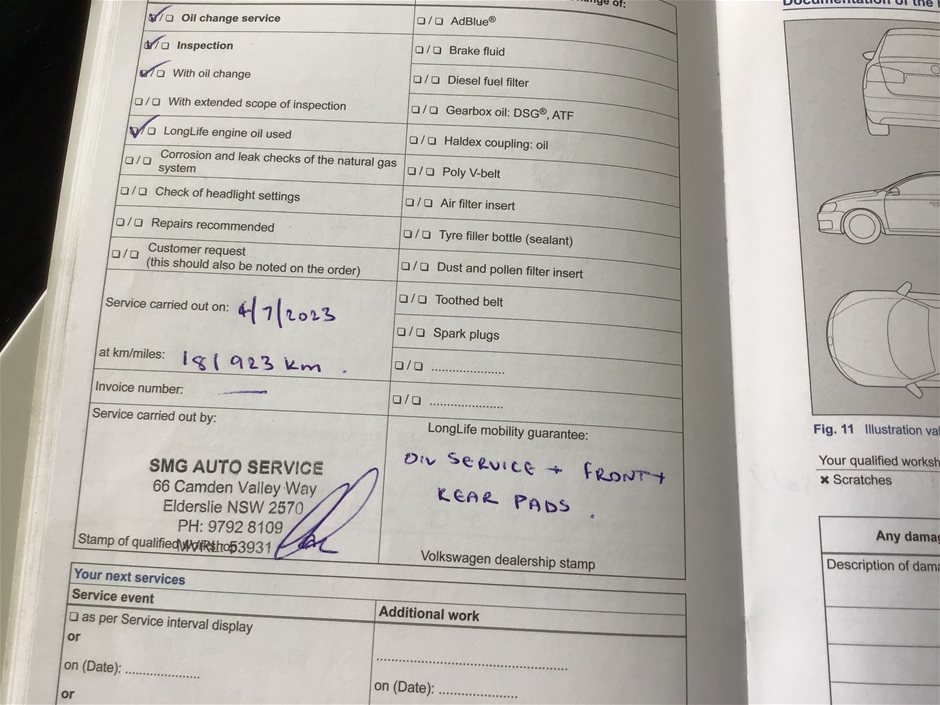 ge of:
☑/☐ Oil change service
☑/☐ Inspection
☑/☐ With oil change
☐/☐ With extended scope of inspection
☑/☐ LongLife engine oil used
☐/☐ Corrosion and leak checks of the natural gas
system
☐/☐ Check of headlight settings
☐/☐ Repairs recommended
☐/☐ Customer request
(this should also be noted on the order)
Service carried out on: 4/7/2023
at km/miles: 181923 km.
Invoice number: —
Service carried out by:
SMG AUTO SERVICE
66 Camden Valley Way
Elderslie NSW 2570
PH: 9792 8109
53931
Stamp of qualified workshop
☐/☐ AdBlue®
☐/☐ Brake fluid
☐/☐ Diesel fuel filter
☐/☐ Gearbox oil: DSG®, ATF
☐/☐ Haldex coupling: oil
☐/☐ Poly V-belt
☐/☐ Air filter insert
☐/☐ Tyre filler bottle (sealant)
☐/☐ Dust and pollen filter insert
☐/☐ Toothed belt
☐/☐ Spark plugs
☐/☐ ......................
☐/☐ ......................
LongLife mobility guarantee:
OIL SERVICE + FRONT +
REAR PADS.
Volkswagen dealership stamp
Your next services
Service event
☐ as per Service interval display
or
on (Date): ......................
or
Additional work
......................................................
on (Date): ......................
Documentation of the
Fig. 11 Illustration
Your qualified
✖ Scratches
Any
Description of